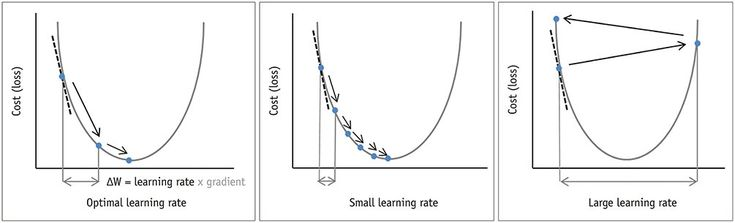 Cost (loss)
ΔW = learning rate x gradient
Optimal learning rate
Cost (loss)
Small learning rate
Cost (loss)
Large learning rate